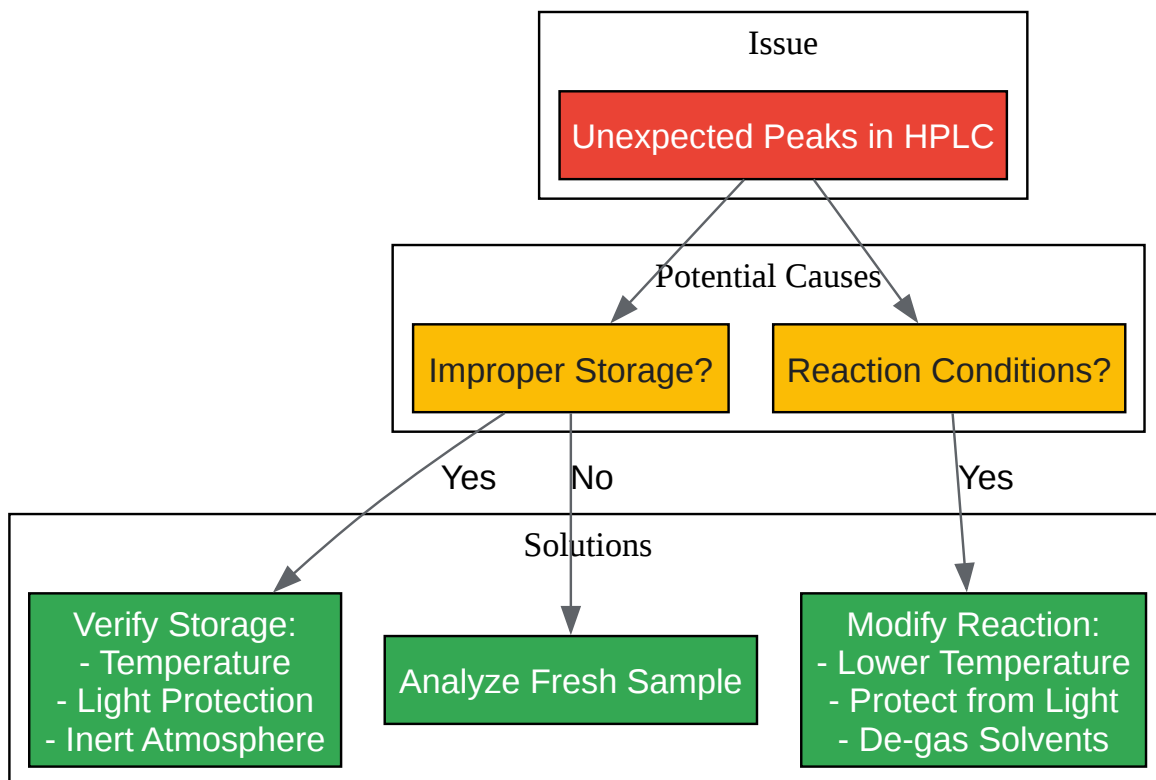 Issue
Unexpected Peaks in HPLC
Potential Causes
Improper Storage?
Reaction Conditions?
Yes
No
Yes
Solutions
Verify Storage:
- Temperature
- Light Protection
- Inert Atmosphere
Analyze Fresh Sample
Modify Reaction:
- Lower Temperature
- Protect from Light
- De-gas Solvents